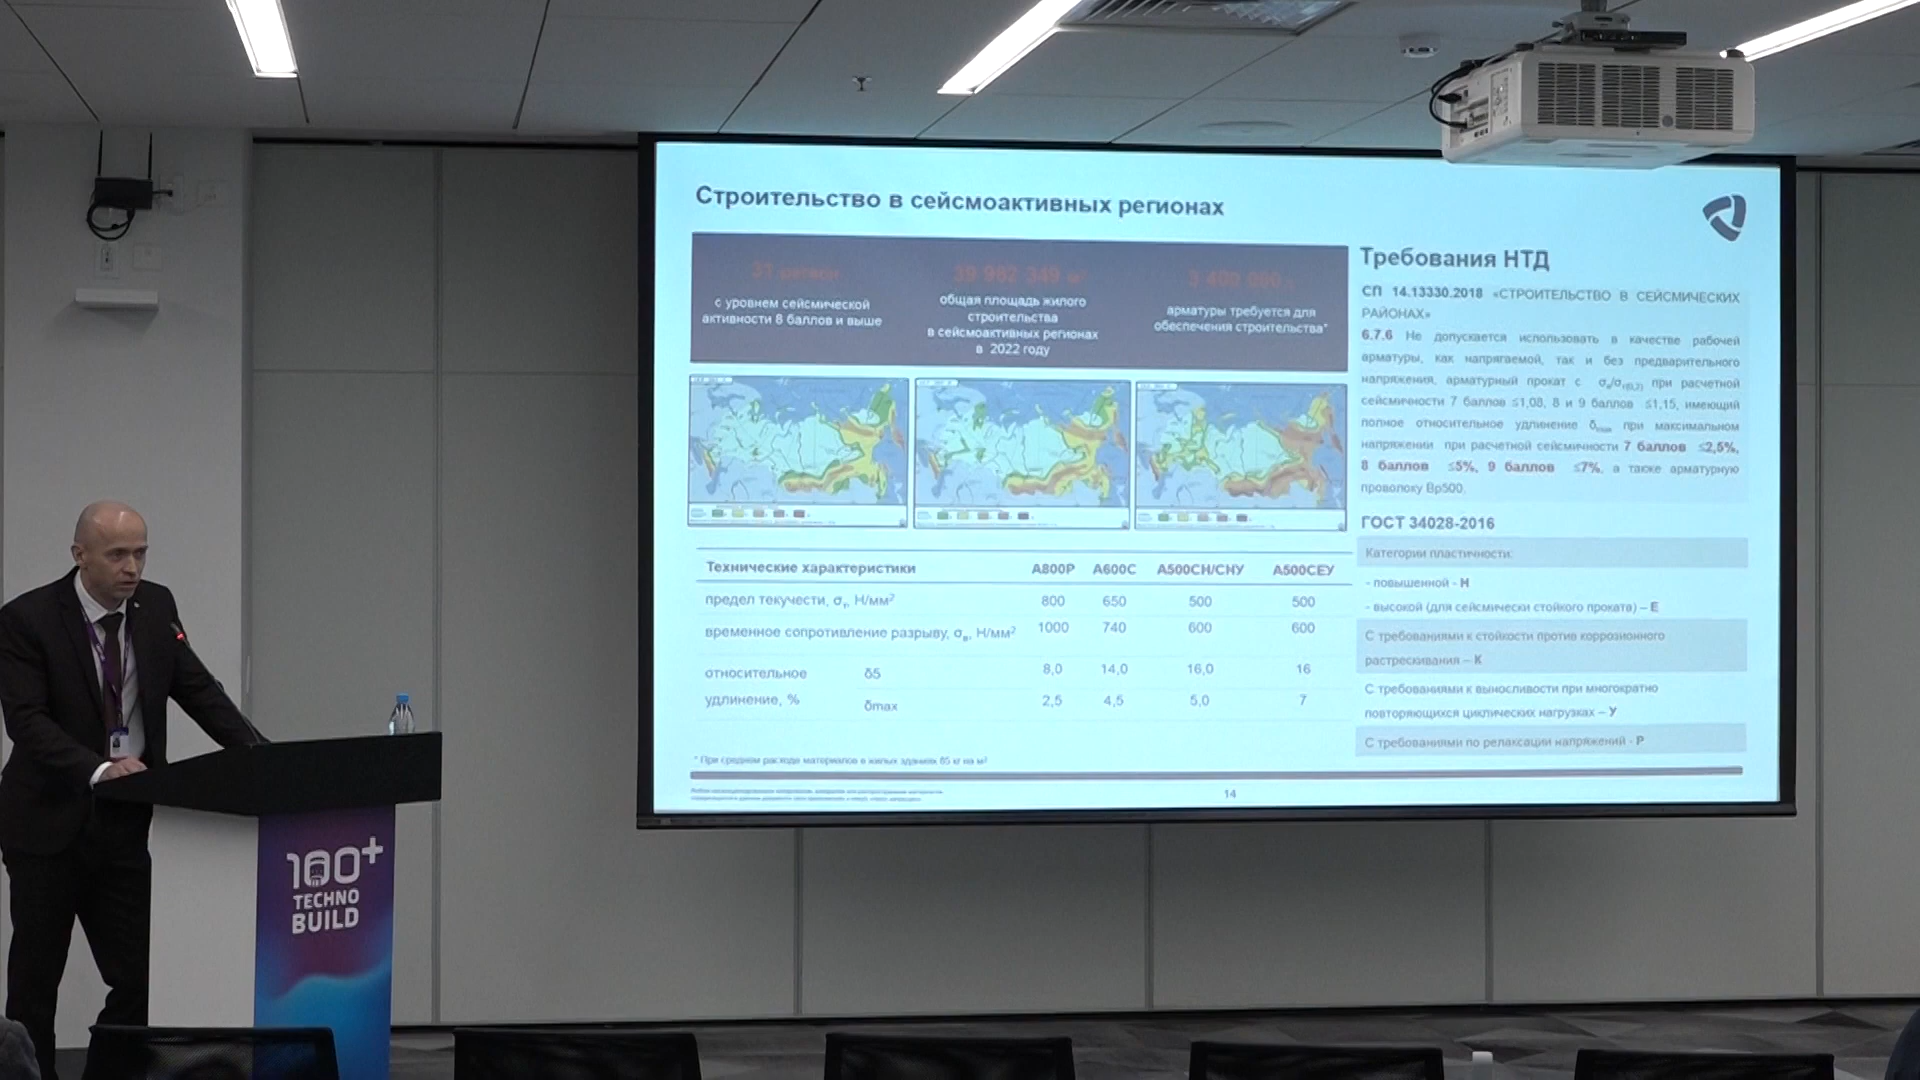 Строительство в сейсмоактивных регионах
31 регион
с уровнем сейсмической
активности 8 баллов и выше
39 982 349 м²
общая площадь жилого
строительства
в сейсмоактивных регионах
в 2022 году
3 400 000 т
арматуры требуется для
обеспечения строительства*
Технические характеристики А800Р А600С А500СН/СНУ А500СЕУ
предел текучести, σт, Н/мм² 800 650 500 500
временное сопротивление разрыву, σв, Н/мм² 1000 740 600 600
относительное δ5 8,0 14,0 16,0 16
удлинение, % δmax 2,5 4,5 5,0 7
* При среднем расходе материалов в жилых зданиях 85 кг на м²
14
Требования НТД
СП 14.13330.2018 «СТРОИТЕЛЬСТВО В СЕЙСМИЧЕСКИХ
РАЙОНАХ»
6.7.6 Не допускается использовать в качестве рабочей
арматуры, как напрягаемой, так и без предварительного
напряжения, арматурный прокат с σв/σт(0,2) при расчетной
сейсмичности 7 баллов ≤1,08, 8 и 9 баллов ≤1,15, имеющий
полное относительное удлинение δmax при максимальном
напряжении при расчетной сейсмичности 7 баллов ≤2,5%,
8 баллов ≤5%, 9 баллов ≤7%, а также арматурную
проволоку Вр500.
ГОСТ 34028-2016
Категории пластичности:
- повышенной - Н
- высокой (для сейсмически стойкого проката) – Е
С требованиями к стойкости против коррозионного
растрескивания – К
С требованиями к выносливости при многократно
повторяющихся циклических нагрузках – У
С требованиями по релаксации напряжений - Р
100+
TECHNO
BUILD